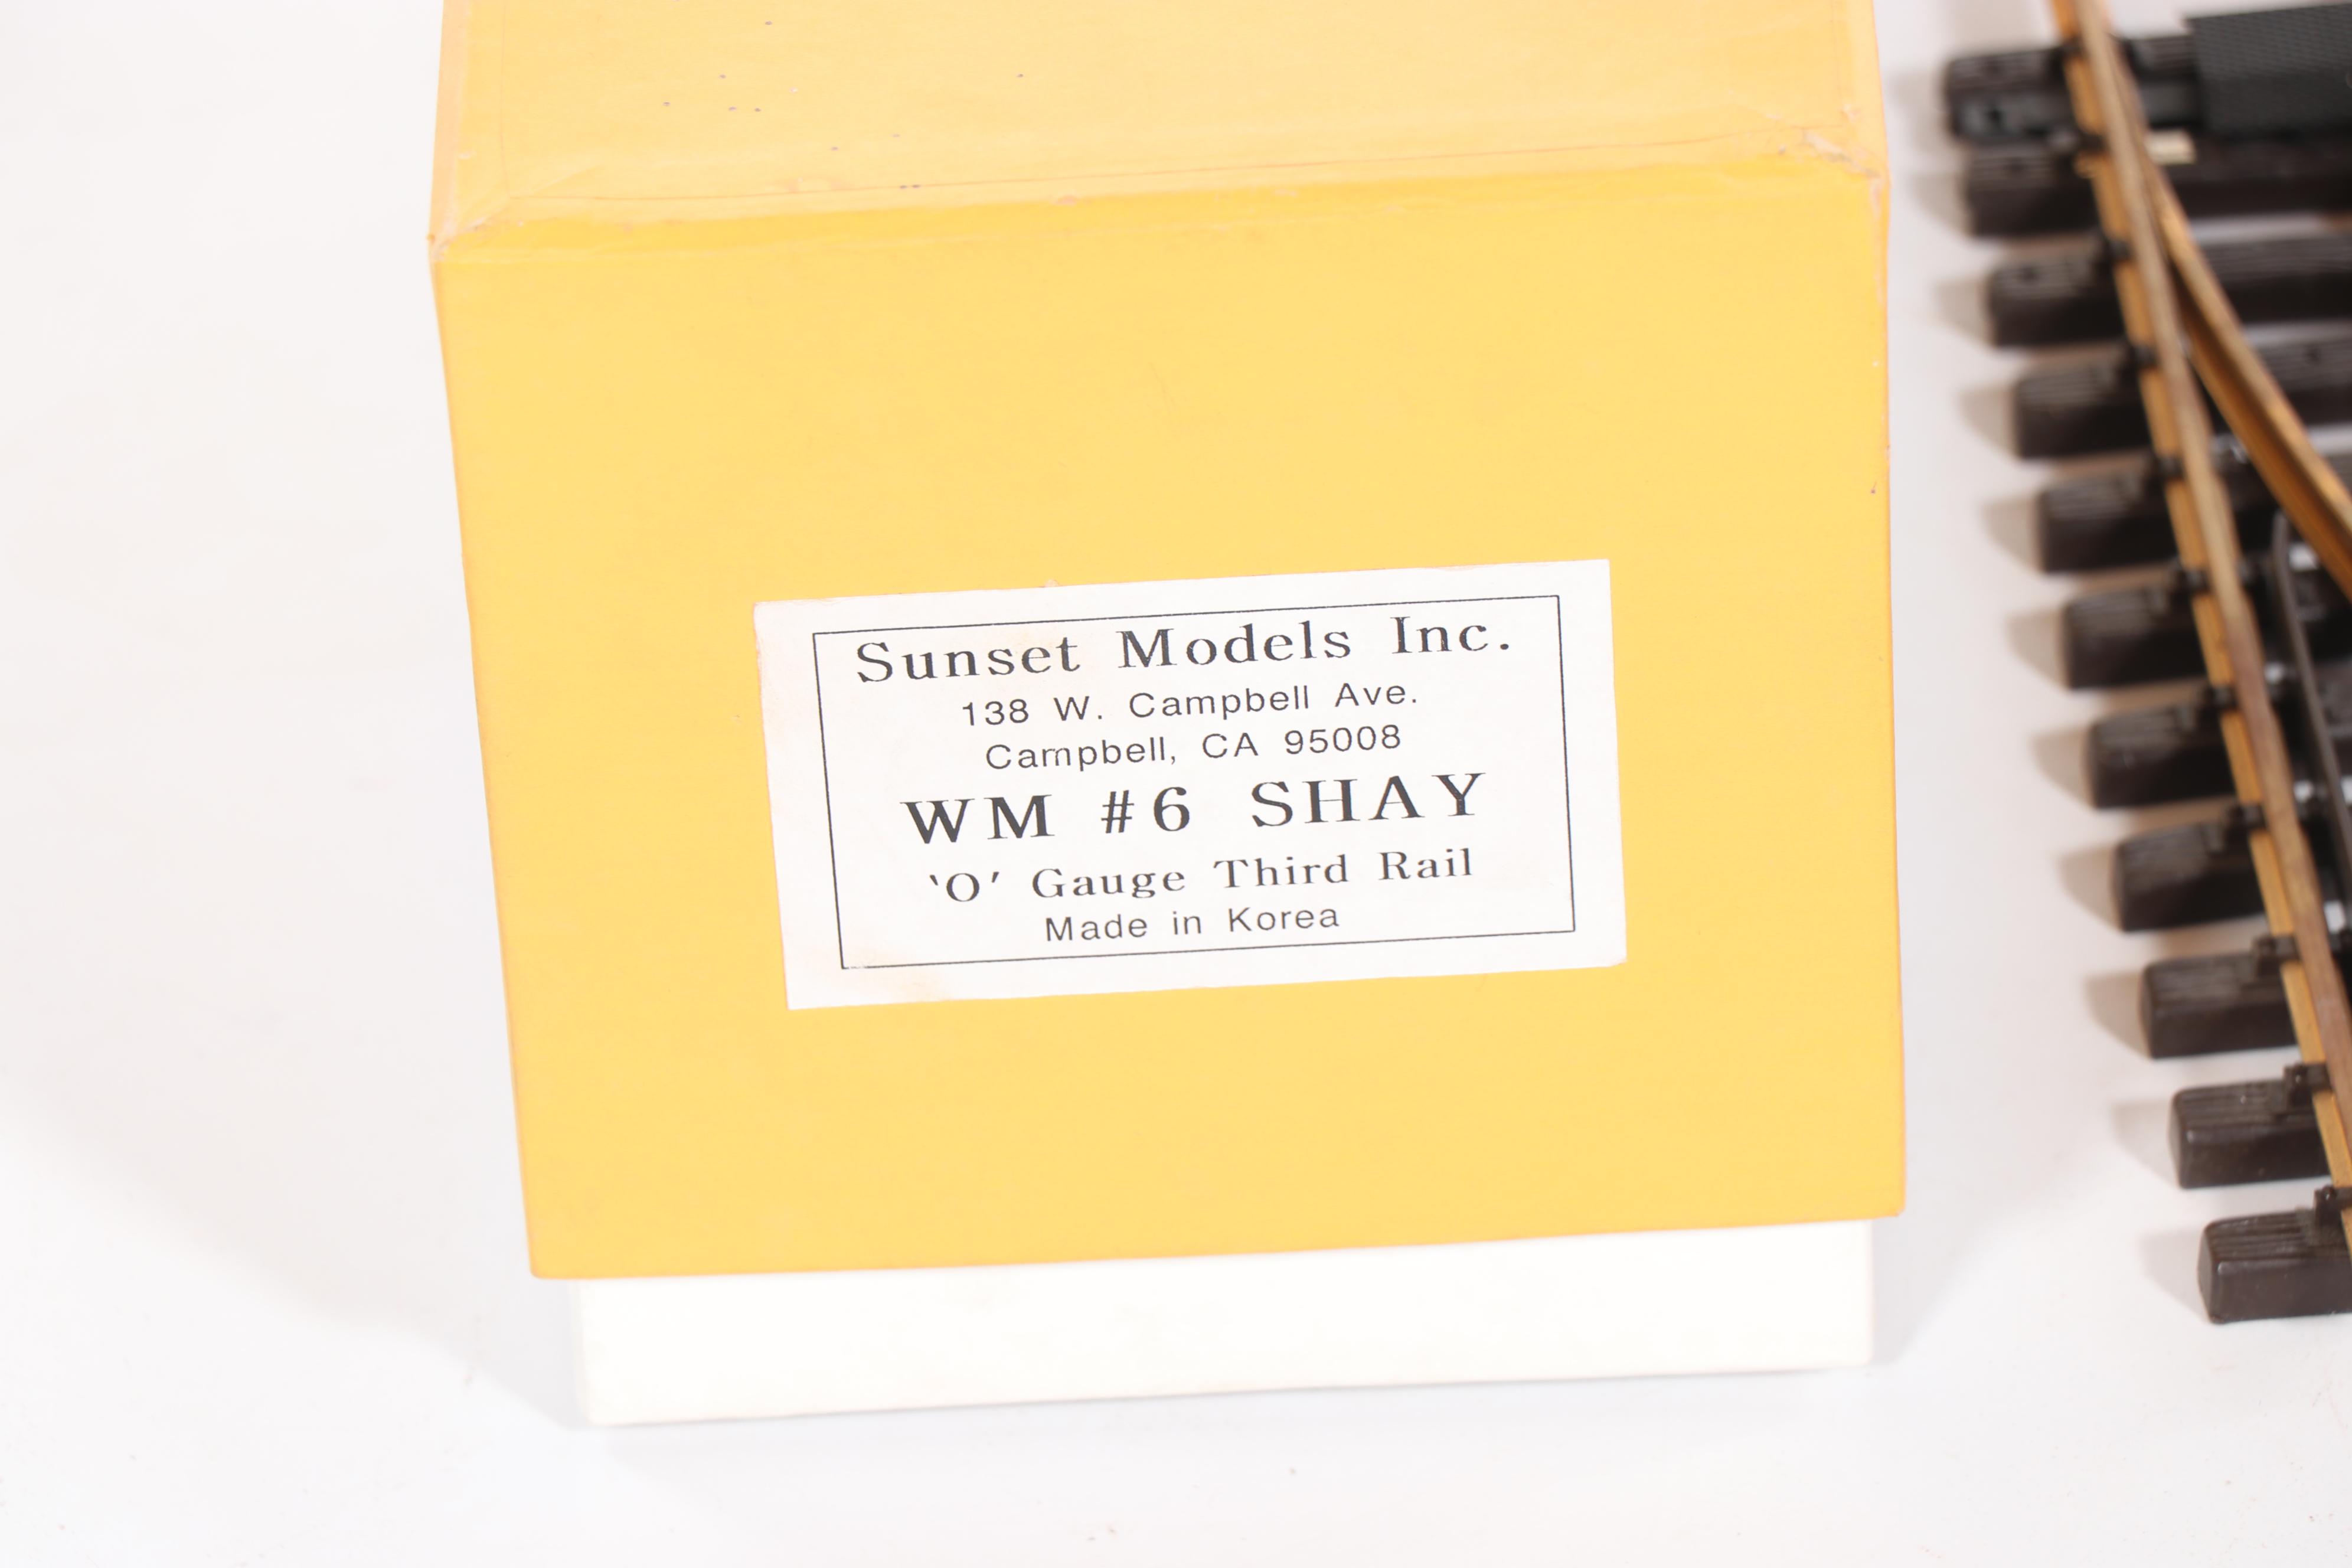 Sunset Models Inc.
138 W. Campbell Ave.
Campbell, CA 95008
WM #6 SHAY
'O' Gauge Third Rail
Made in Korea